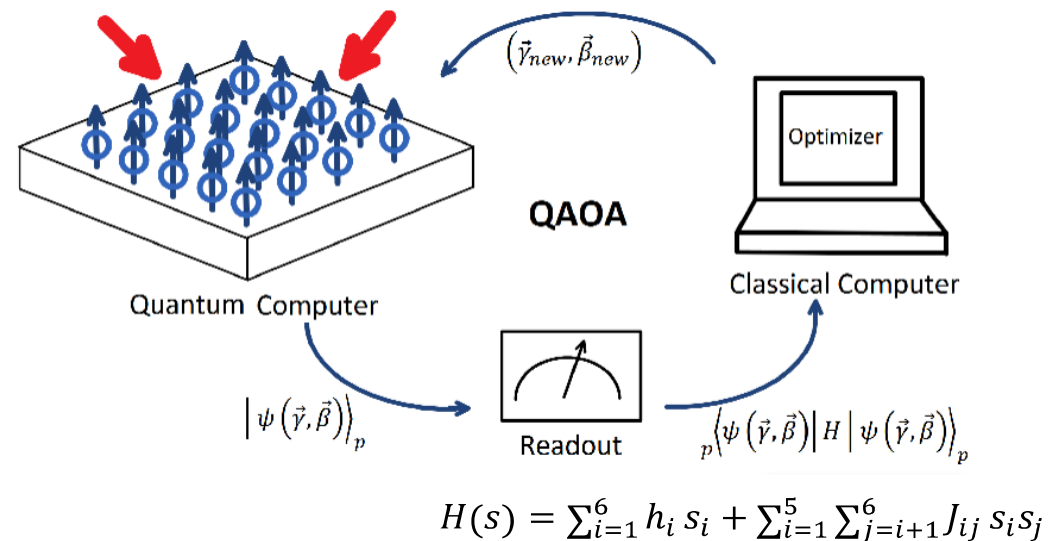 (γ⃗_new, β⃗_new)
Optimizer
QAOA
Quantum Computer
Classical Computer
|ψ(γ⃗, β⃗)⟩_p
Readout
_p⟨ψ(γ⃗, β⃗)|H|ψ(γ⃗, β⃗)⟩_p
H(s) = ∑_{i=1}^{6} h_i s_i + ∑_{i=1}^{5} ∑_{j=i+1}^{6} J_{ij} s_i s_j